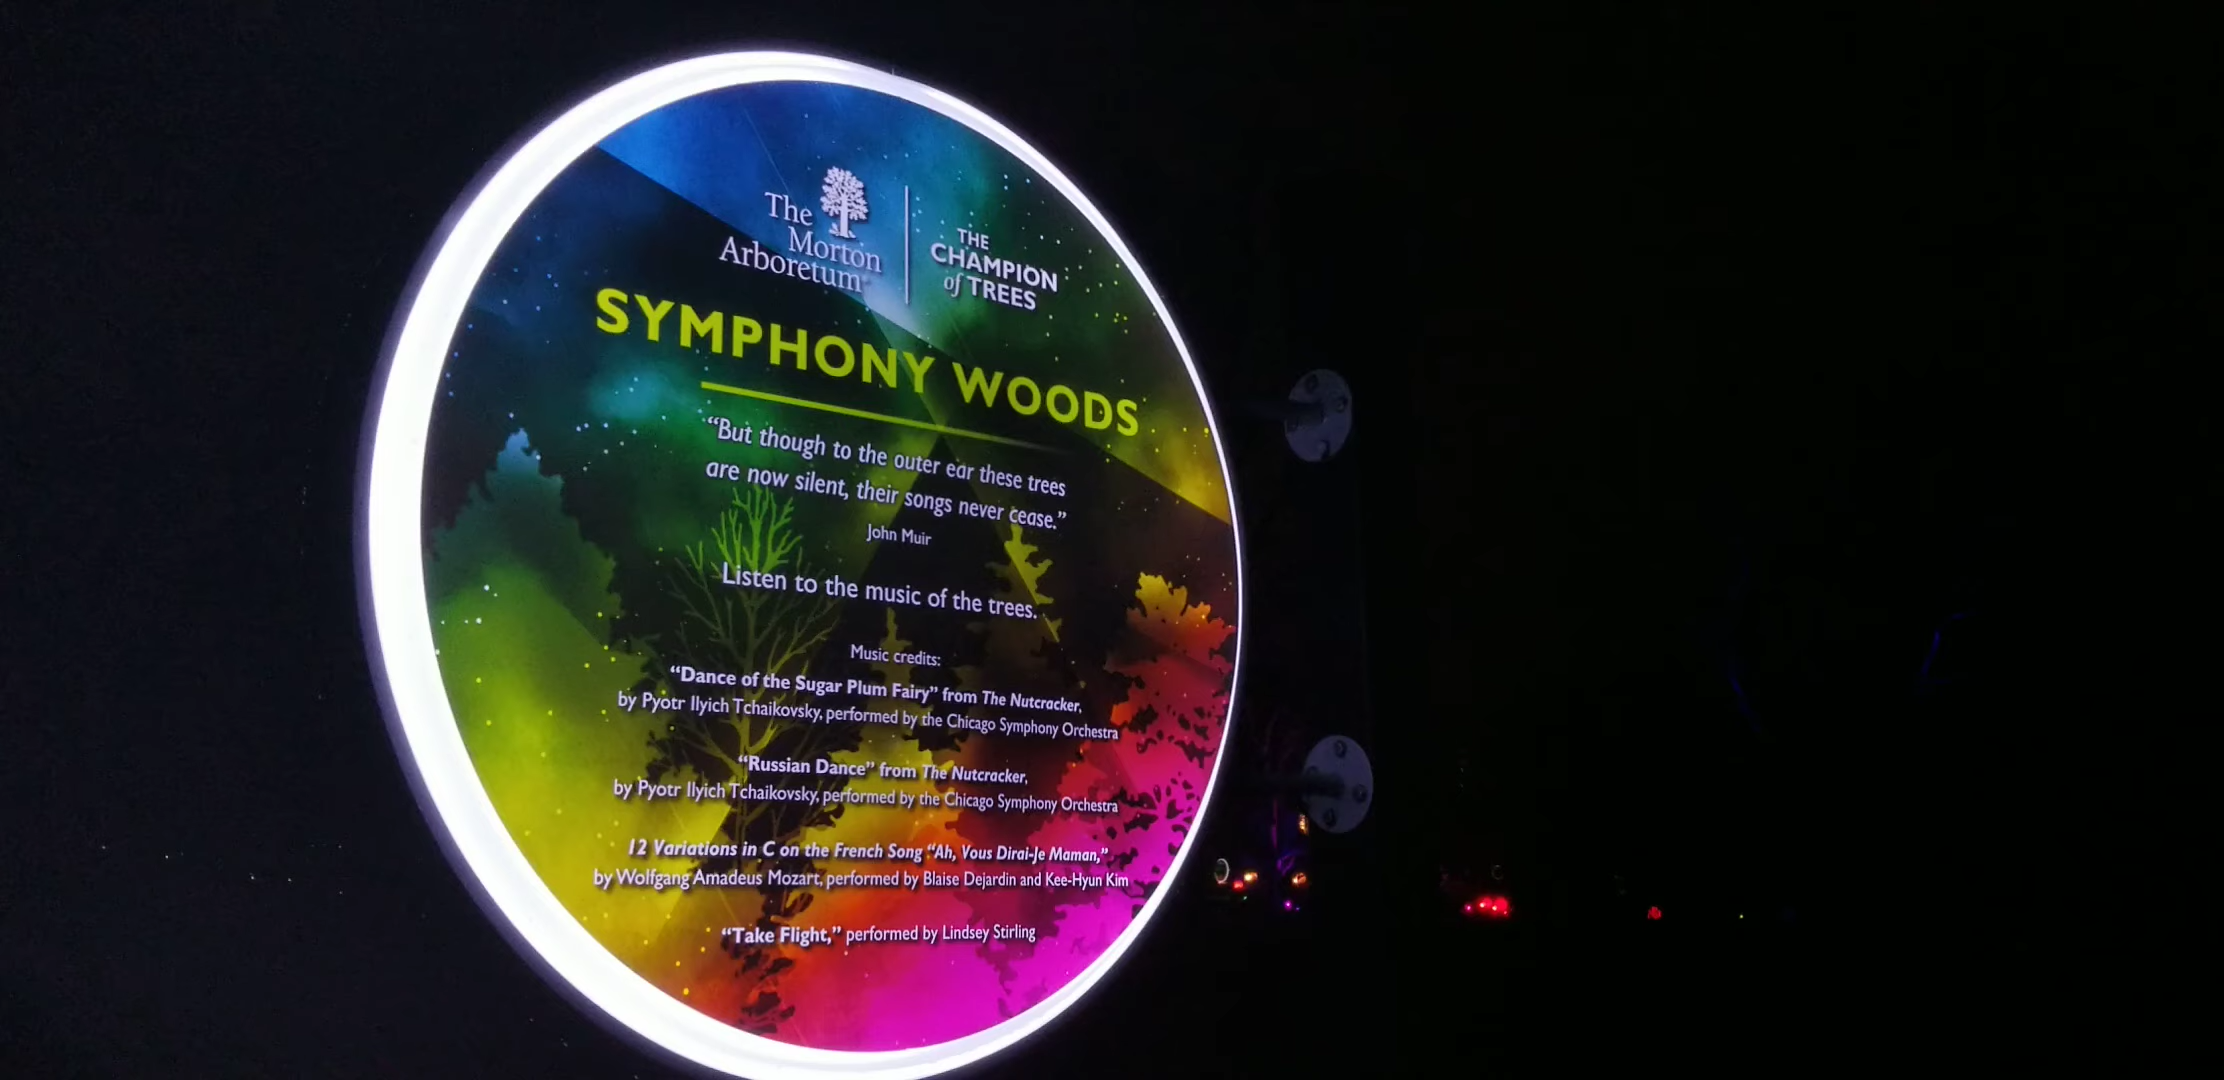 The
Morton
Arboretum
THE
CHAMPION
of TREES
SYMPHONY WOODS
“But though to the outer ear these trees
are now silent, their songs never cease.”
John Muir
Listen to the music of the trees.
Music credits:
“Dance of the Sugar Plum Fairy” from The Nutcracker,
by Pyotr Ilyich Tchaikovsky, performed by the Chicago Symphony Orchestra
“Russian Dance” from The Nutcracker,
by Pyotr Ilyich Tchaikovsky, performed by the Chicago Symphony Orchestra
12 Variations in C on the French Song “Ah, Vous Dirai-Je Maman,”
by Wolfgang Amadeus Mozart, performed by Blaise Dejardin and Kee-Hyun Kim
“Take Flight,” performed by Lindsey Stirling